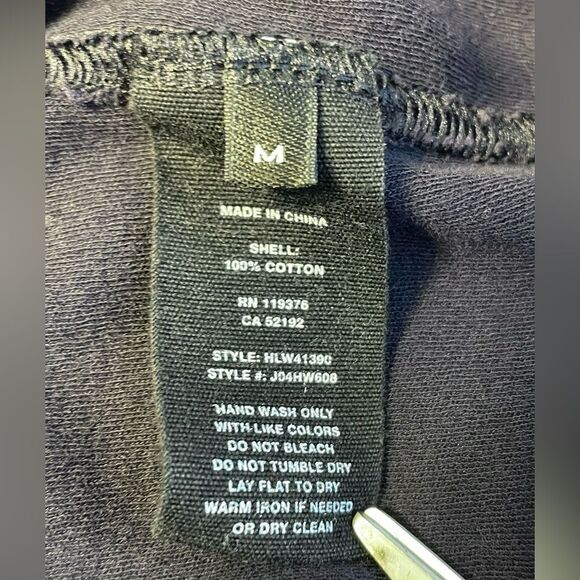 M
MADE IN CHINA
SHELL:
100% COTTON
RN 119376
CA 52192
STYLE: HLW41390
STYLE #: J04HW608
HAND WASH ONLY
WITH LIKE COLORS
DO NOT BLEACH
DO NOT TUMBLE DRY
LAY FLAT TO DRY
WARM IRON IF NEEDED
OR DRY CLEAN